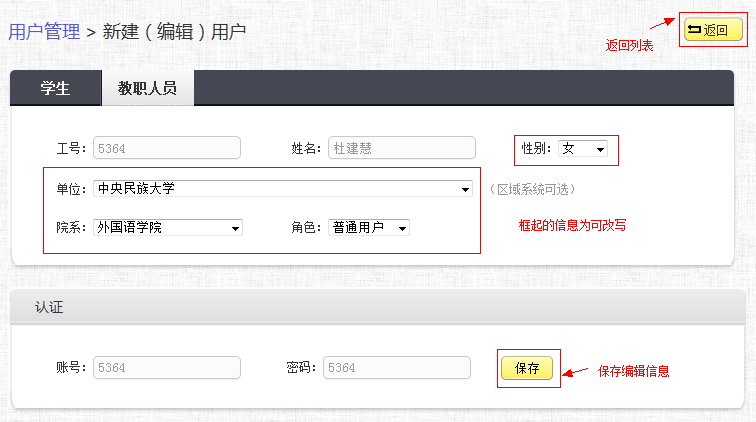 用户管理 > 新建（编辑）用户
返回
返回列表
学生 教职人员
工号： 5364 姓名： 杜建慧 性别： 女
单位： 中央民族大学 （区域系统可选）
院系： 外国语学院 角色： 普通用户 框起的信息为可改写
认证
账号： 5364 密码： 5364 保存 保存编辑信息